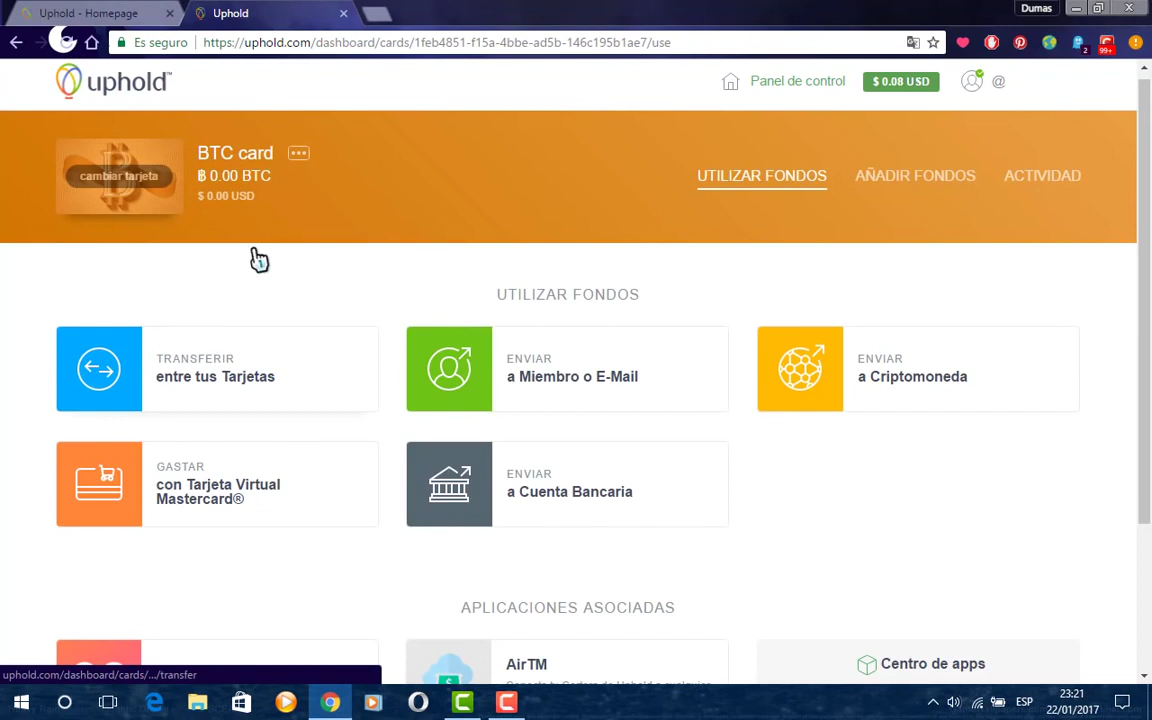 Uphold - Homepage
Uphold
Dumas
Es seguro
https://uphold.com/dashboard/cards/1feb4851-f15a-4bbe-ad5b-146c195b1ae7/use
2
99+
uphold™
Panel de control
$ 0.08 USD
@
cambiar tarjeta
BTC card
฿ 0.00 BTC
$ 0.00 USD
UTILIZAR FONDOS
AÑADIR FONDOS
ACTIVIDAD
UTILIZAR FONDOS
TRANSFERIR
entre tus Tarjetas
ENVIAR
a Miembro o E-Mail
ENVIAR
a Criptomoneda
GASTAR
con Tarjeta Virtual
Mastercard®
ENVIAR
a Cuenta Bancaria
APLICACIONES ASOCIADAS
AirTM
Centro de apps
uphold.com/dashboard/cards/.../transfer
ESP
23:21
22/01/2017